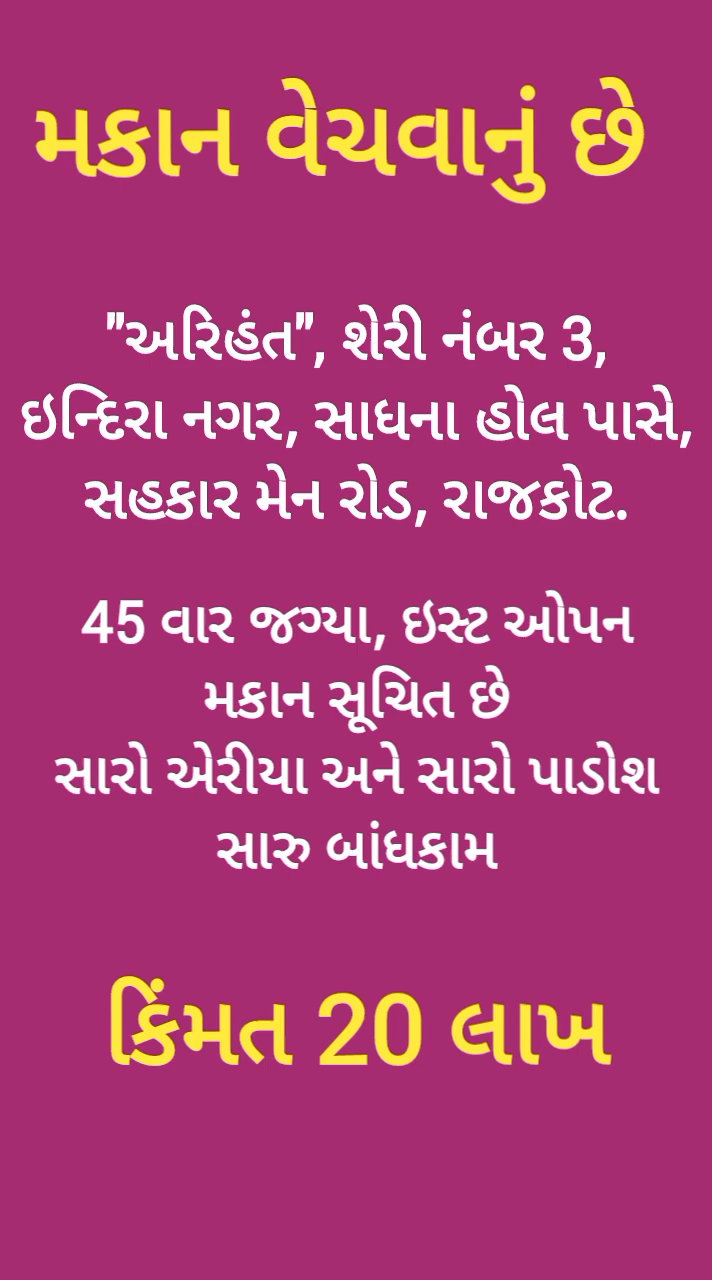 મકાન વેચવાનું છે
"અરિહંત", શેરી નંબર 3,
ઇન્દિરા નગર, સાધના હોલ પાસે,
સહકાર મેન રોડ, રાજકોટ.
45 વાર જગ્યા, ઇસ્ટ ઓપન
મકાન સૂચિત છે
સારો એરીયા અને સારો પાડોશ
સારુ બાંધકામ
કિંમત 20 લાખ